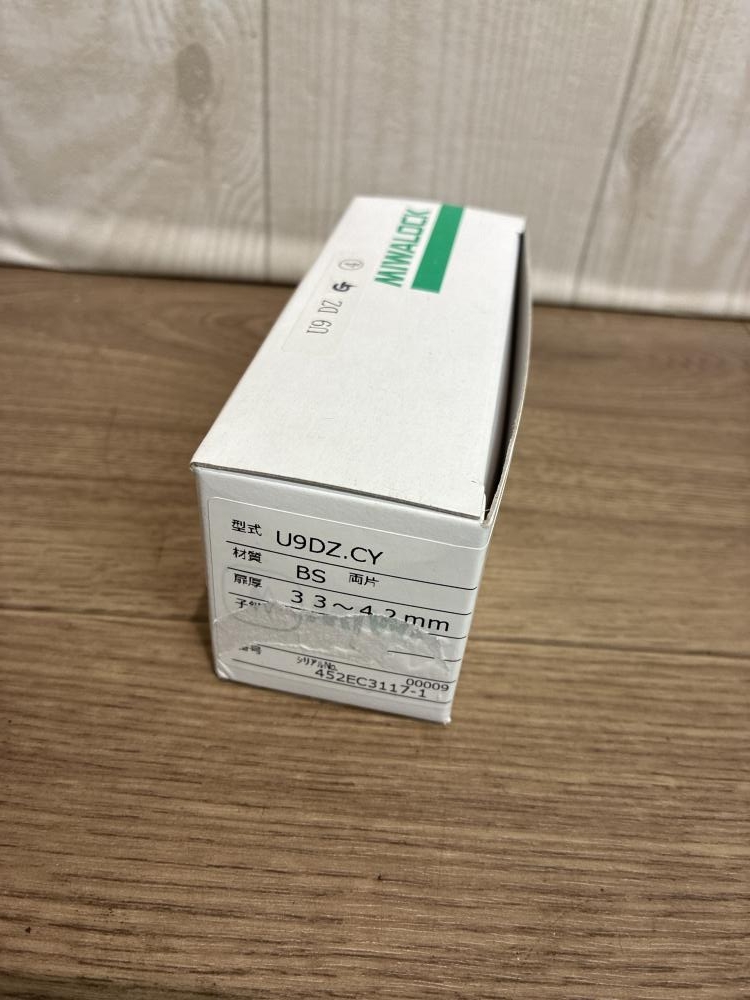 MIWALOCK
U9 DZ G ④
型式 U9DZ.CY
材質 BS 両片
扉厚 33～42mm
シリアルNo. 00009
452EC3117-1